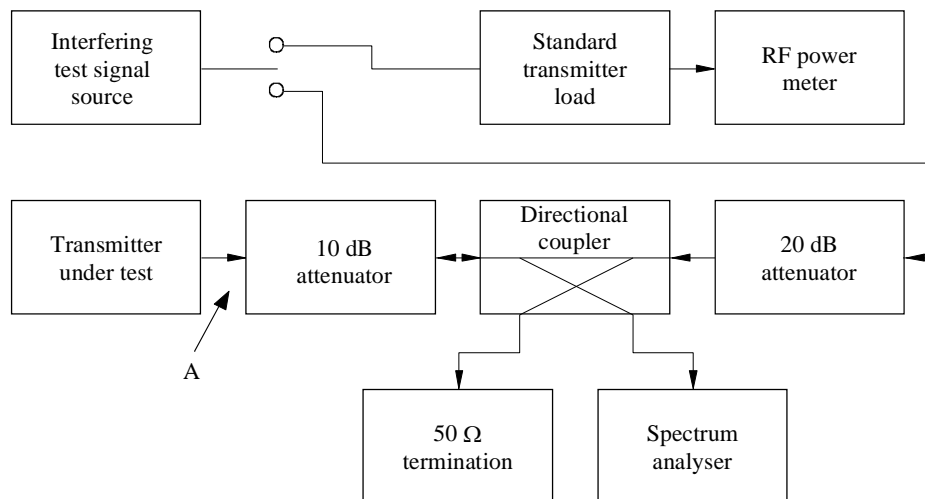 Interfering
test signal
source
Standard
transmitter
load
RF power
meter
Transmitter
under test
10 dB
attenuator
Directional
coupler
20 dB
attenuator
A
50 Ω
termination
Spectrum
analyser